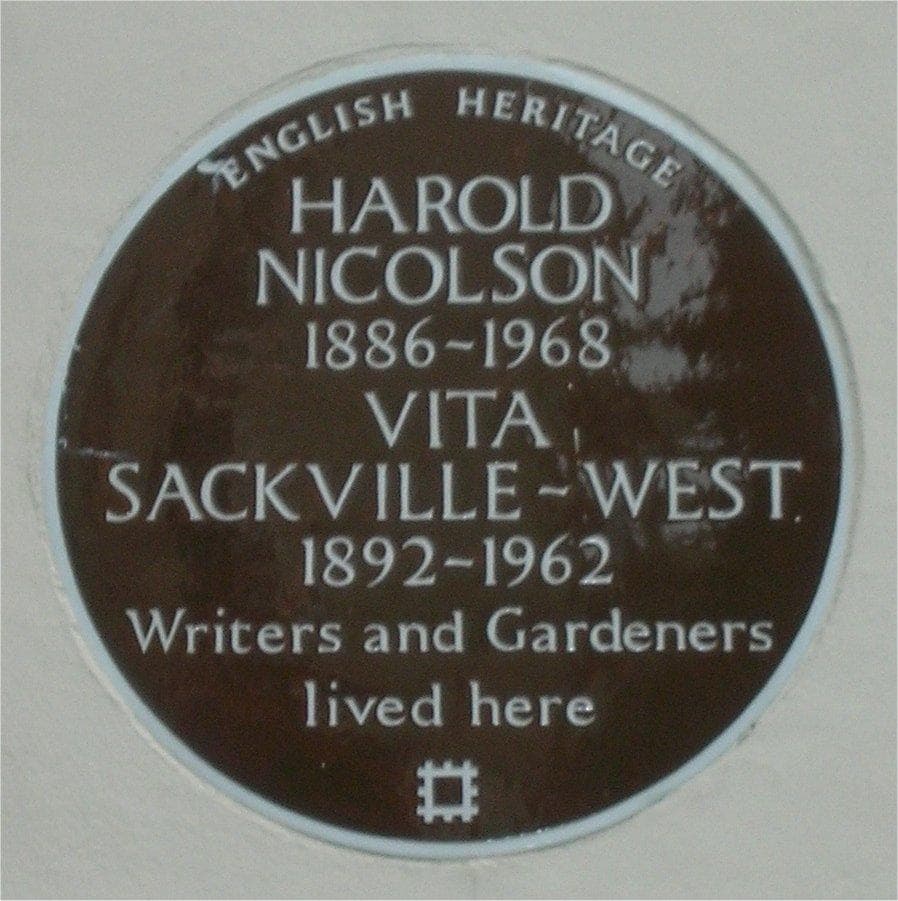 ENGLISH HERITAGE
HAROLD
NICOLSON
1886~1968
VITA
SACKVILLE~WEST
1892~1962
Writers and Gardeners
lived here